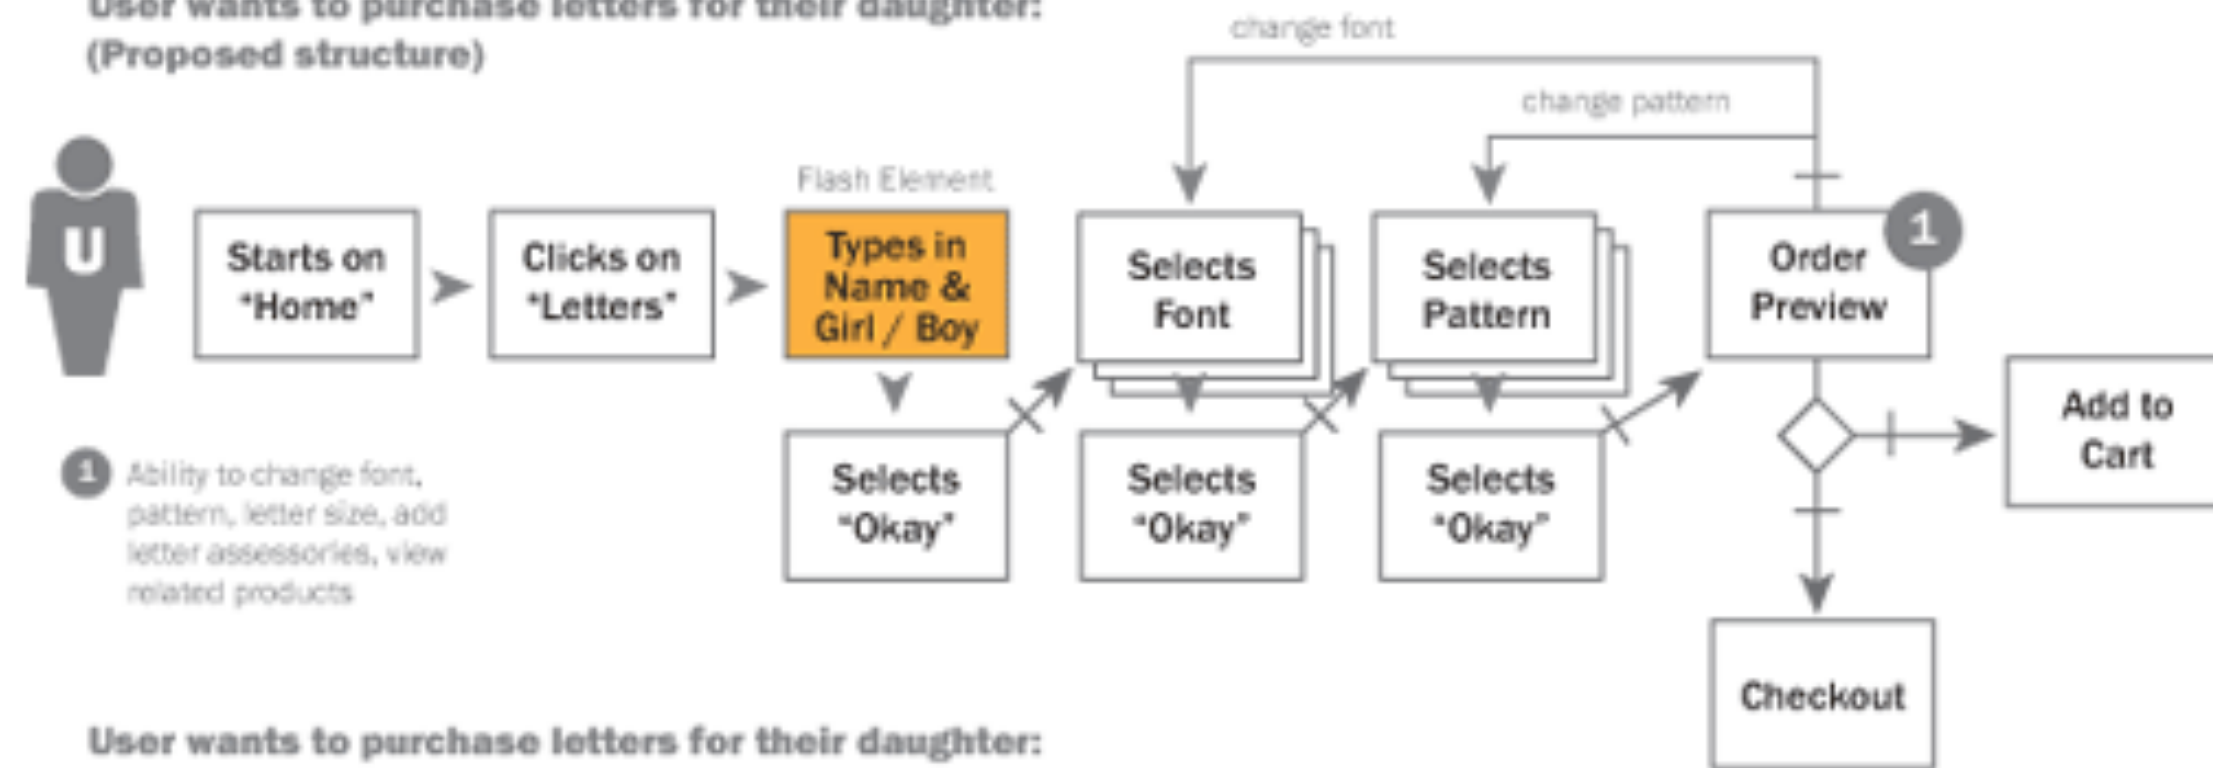 User wants to purchase letters for their daughter:
(Proposed structure)
change font
change pattern
Flash Element
U
Starts on
"Home"
Clicks on
"Letters"
Types in
Name &
Girl / Boy
Selects
Font
Selects
Pattern
Order
Preview
1
Selects
"Okay"
Selects
"Okay"
Selects
"Okay"
Add to
Cart
Checkout
1 Ability to change font,
pattern, letter size, add
letter assessories, view
related products
User wants to purchase letters for their daughter: